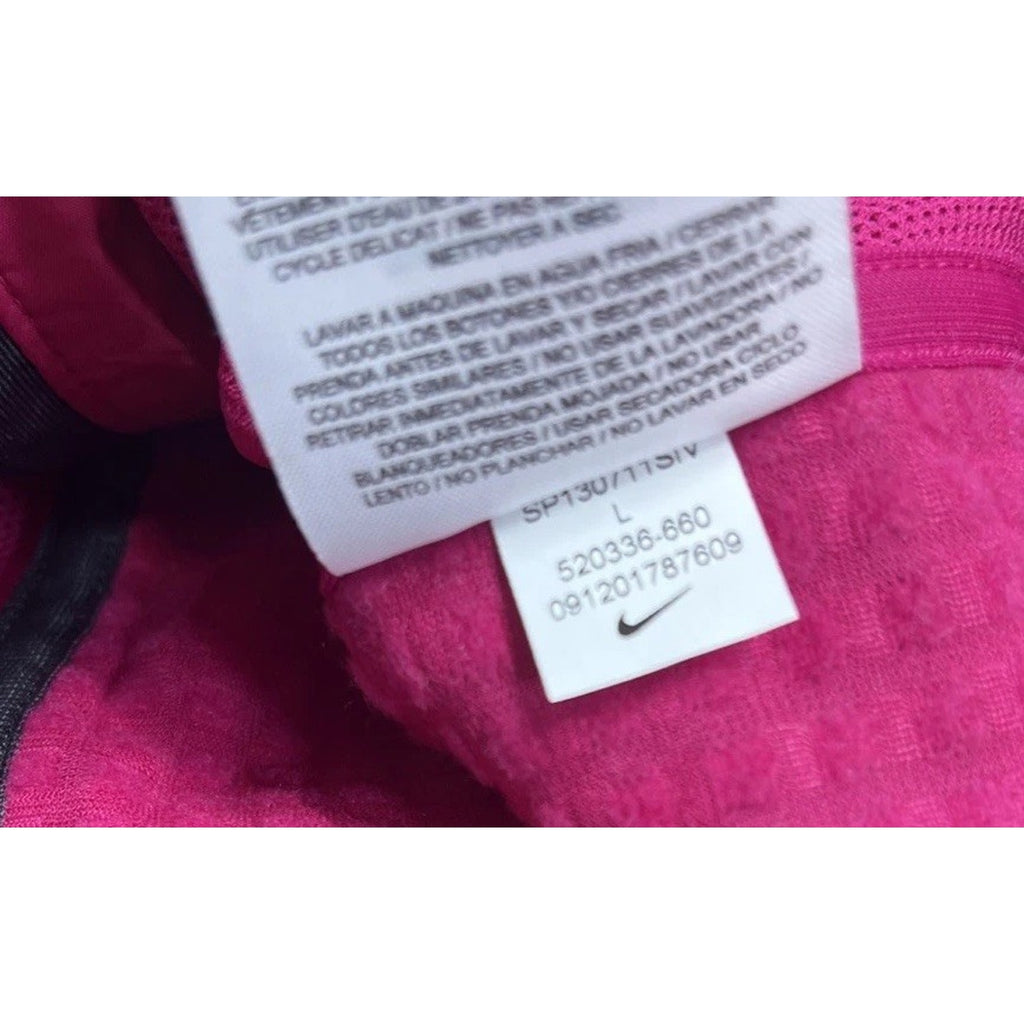 VÊTEMENT
UTILISER D'EAU DE
CYCLE DELICAT / NE PAS
NETTOYER A SEC
LAVAR A MAQUINA EN AGUA FRIA / CERRAR
TODOS LOS BOTONES Y/O CIERRES DE LA
PRENDA ANTES DE LAVAR Y SECAR / LAVAR CON
COLORES SIMILARES / NO USAR SUAVIZANTES /
RETIRAR INMEDIATAMENTE DE LA LAVADORA / NO
DOBLAR PRENDA MOJADA / NO USAR
BLANQUEADORES / USAR SECADORA CICLO
LENTO / NO PLANCHAR / NO LAVAR EN SECO
SP130711SIV
L
520336-660
091201787609